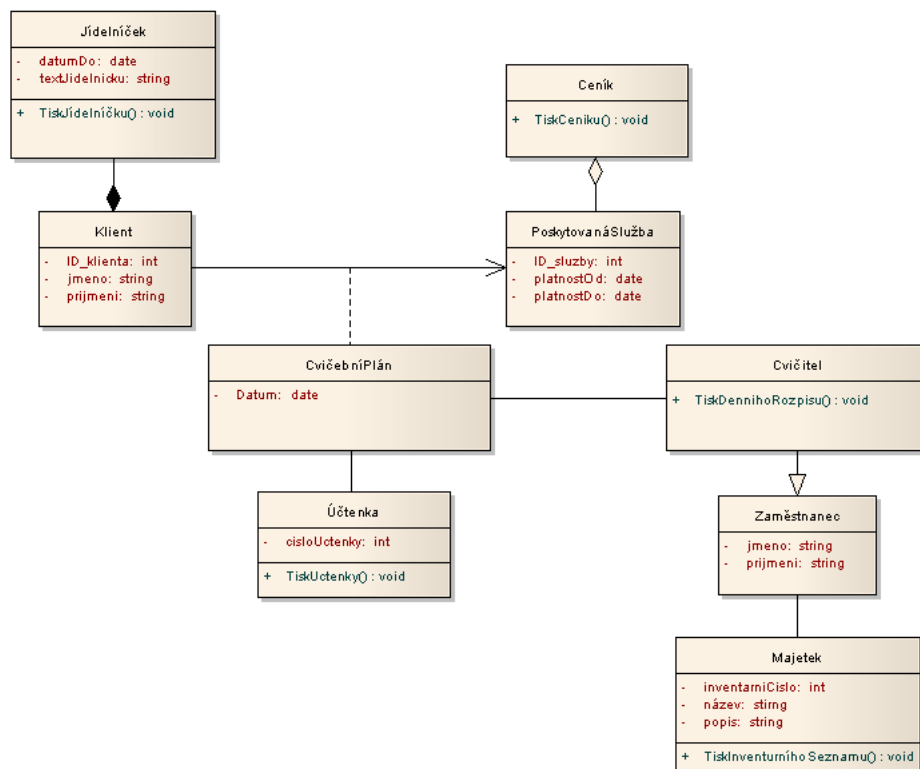 Jídelníček
- datumDo: date
- textJidelnicku: string
+ TiskJídelníčku() : void
Ceník
+ TiskCeniku() : void
Klient
- ID_klienta: int
- jmeno: string
- prijmeni: string
PoskytovanáSlužba
- ID_sluzby: int
- platnostOd: date
- platnostDo: date
CvičebníPlán
- Datum: date
Cvičitel
+ TiskDennihoRozpisu() : void
Účtenka
- cisloUctenky: int
+ TiskUctenky() : void
Zaměstnanec
- jmeno: string
- prijmeni: string
Majetek
- inventarniCislo: int
- název: stirng
- popis: string
+ TiskInventurníhoSeznamu() : void